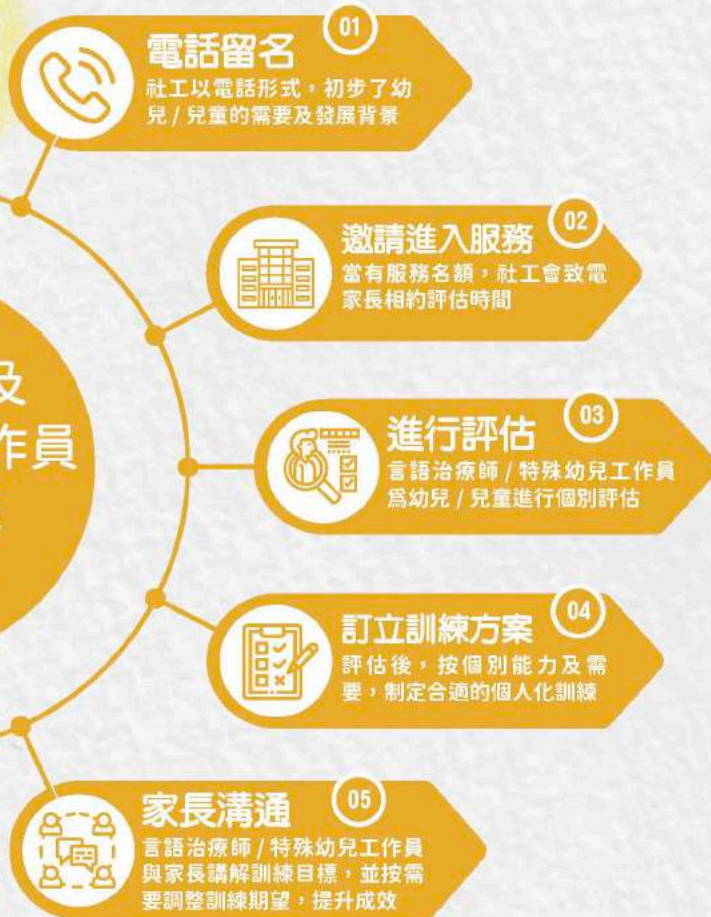 01
電話留名
社工以電話形式，初步了幼
兒 / 兒童的需要及發展背景
02
邀請進入服務
當有服務名額，社工會致電
家長相約評估時間
及
作員
03
進行評估
言語治療師 / 特殊幼兒工作員
為幼兒 / 兒童進行個別評估
04
訂立訓練方案
評估後，按個別能力及需
要，制定合適的個人化訓練
05
家長溝通
言語治療師 / 特殊幼兒工作員
與家長講解訓練目標，並按需
要調整訓練期望，提升成效